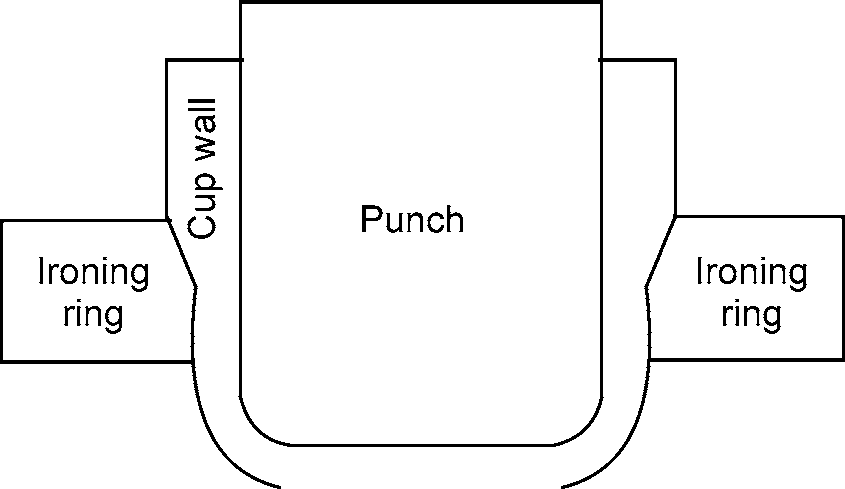 Cup wall
Punch
Ironing
ring
Ironing
ring